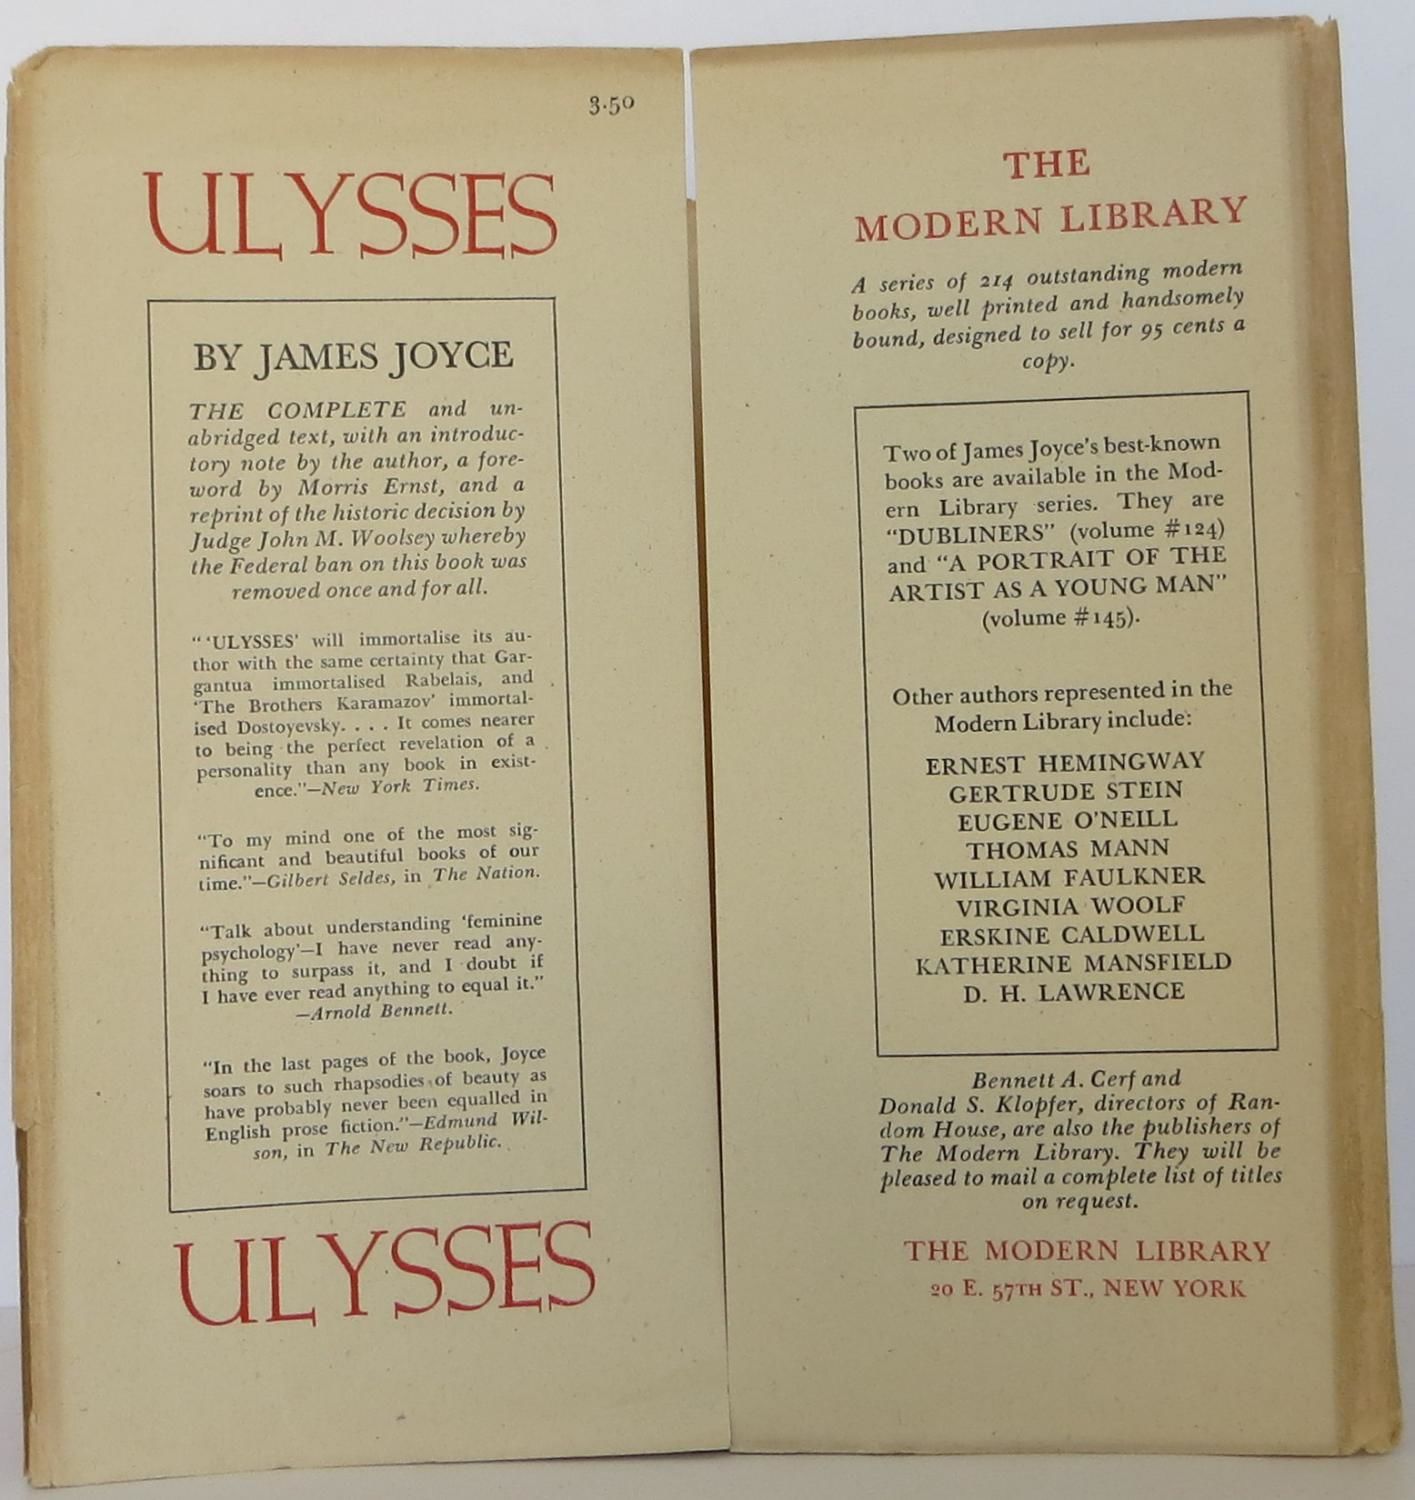 3.50
ULYSSES
BY JAMES JOYCE
THE COMPLETE and un-
abridged text, with an introduc-
tory note by the author, a fore-
word by Morris Ernst, and a
reprint of the historic decision by
Judge John M. Woolsey whereby
the Federal ban on this book was
removed once and for all.
“‘ULYSSES’ will immortalise its au-
thor with the same certainty that Gar-
gantua immortalised Rabelais, and
‘The Brothers Karamazov’ immortal-
ised Dostoyevsky. . . . It comes nearer
to being the perfect revelation of a
personality than any book in exist-
ence.”—New York Times.
“To my mind one of the most sig-
nificant and beautiful books of our
time.”—Gilbert Seldes, in The Nation.
“Talk about understanding ‘feminine
psychology’—I have never read any-
thing to surpass it, and I doubt if
I have ever read anything to equal it.”
—Arnold Bennett.
“In the last pages of the book, Joyce
soars to such rhapsodies of beauty as
have probably never been equalled in
English prose fiction.”—Edmund Wil-
son, in The New Republic.
ULYSSES
THE
MODERN LIBRARY
A series of 214 outstanding modern
books, well printed and handsomely
bound, designed to sell for 95 cents a
copy.
Two of James Joyce's best-known
books are available in the Mod-
ern Library series. They are
“DUBLINERS” (volume #124)
and “A PORTRAIT OF THE
ARTIST AS A YOUNG MAN”
(volume #145).
Other authors represented in the
Modern Library include:
ERNEST HEMINGWAY
GERTRUDE STEIN
EUGENE O'NEILL
THOMAS MANN
WILLIAM FAULKNER
VIRGINIA WOOLF
ERSKINE CALDWELL
KATHERINE MANSFIELD
D. H. LAWRENCE
Bennett A. Cerf and
Donald S. Klopfer, directors of Ran-
dom House, are also the publishers of
The Modern Library. They will be
pleased to mail a complete list of titles
on request.
THE MODERN LIBRARY
20 E. 57TH ST., NEW YORK